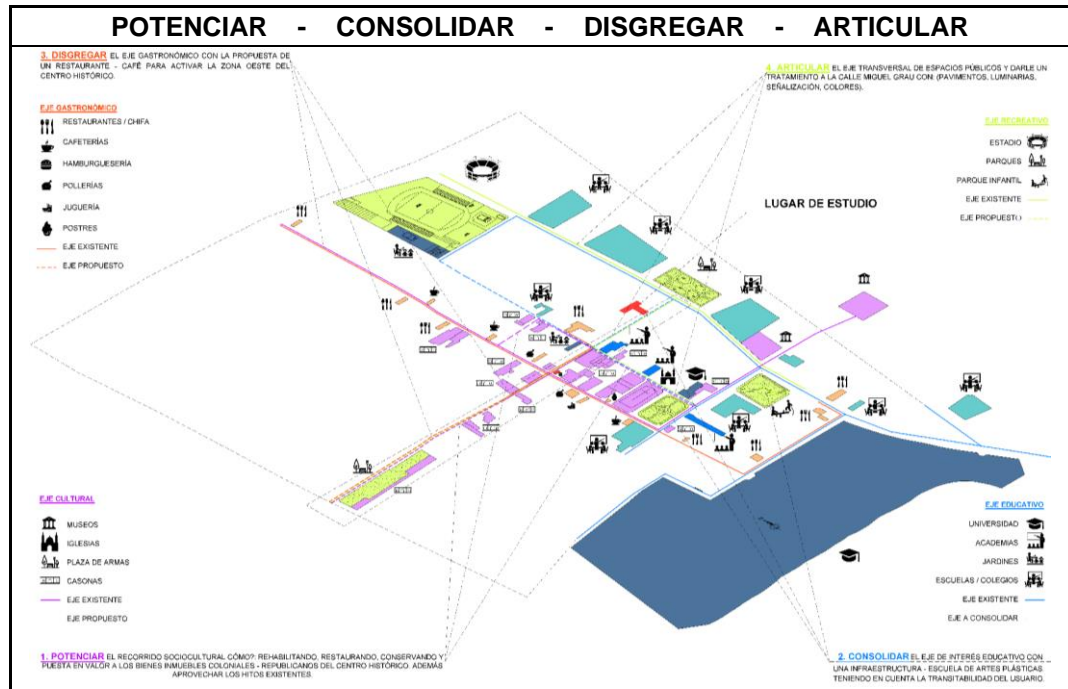 POTENCIAR - CONSOLIDAR - DISGREGAR - ARTICULAR
3. DISGREGAR EL EJE GASTRONÓMICO CON LA PROPUESTA DE
UN RESTAURANTE - CAFÉ PARA ACTIVAR LA ZONA OESTE DEL
CENTRO HISTÓRICO.
4. ARTICULAR EL EJE TRANSVERSAL DE ESPACIOS PÚBLICOS Y DARLE UN
TRATAMIENTO A LA CALLE MIGUEL GRAU CON: (PAVIMENTOS, LUMINARIAS,
SEÑALIZACIÓN, COLORES).
EJE GASTRONÓMICO
RESTAURANTES / CHIFA
CAFETERÍAS
HAMBURGUESERÍA
POLLERÍAS
JUGUERÍA
POSTRES
EJE EXISTENTE
EJE PROPUESTO
EJE RECREATIVO
ESTADIO
PARQUES
PARQUE INFANTIL
EJE EXISTENTE
EJE PROPUESTO
LUGAR DE ESTUDIO
EJE CULTURAL
MUSEOS
IGLESIAS
PLAZA DE ARMAS
CASONAS
EJE EXISTENTE
EJE PROPUESTO
EJE EDUCATIVO
UNIVERSIDAD
ACADEMIAS
JARDINES
ESCUELAS / COLEGIOS
EJE EXISTENTE
EJE A CONSOLIDAR
1. POTENCIAR EL RECORRIDO SOCIOCULTURAL CÓMO?: REHABILITANDO, RESTAURANDO, CONSERVANDO Y
PUESTA EN VALOR A LOS BIENES INMUEBLES COLONIALES - REPUBLICANOS DEL CENTRO HISTÓRICO. ADEMÁS
APROVECHAR LOS HITOS EXISTENTES.
2. CONSOLIDAR EL EJE DE INTERÉS EDUCATIVO CON
UNA INFRAESTRUCTURA - ESCUELA DE ARTES PLÁSTICAS.
TENIENDO EN CUENTA LA TRANSITABILIDAD DEL USUARIO.